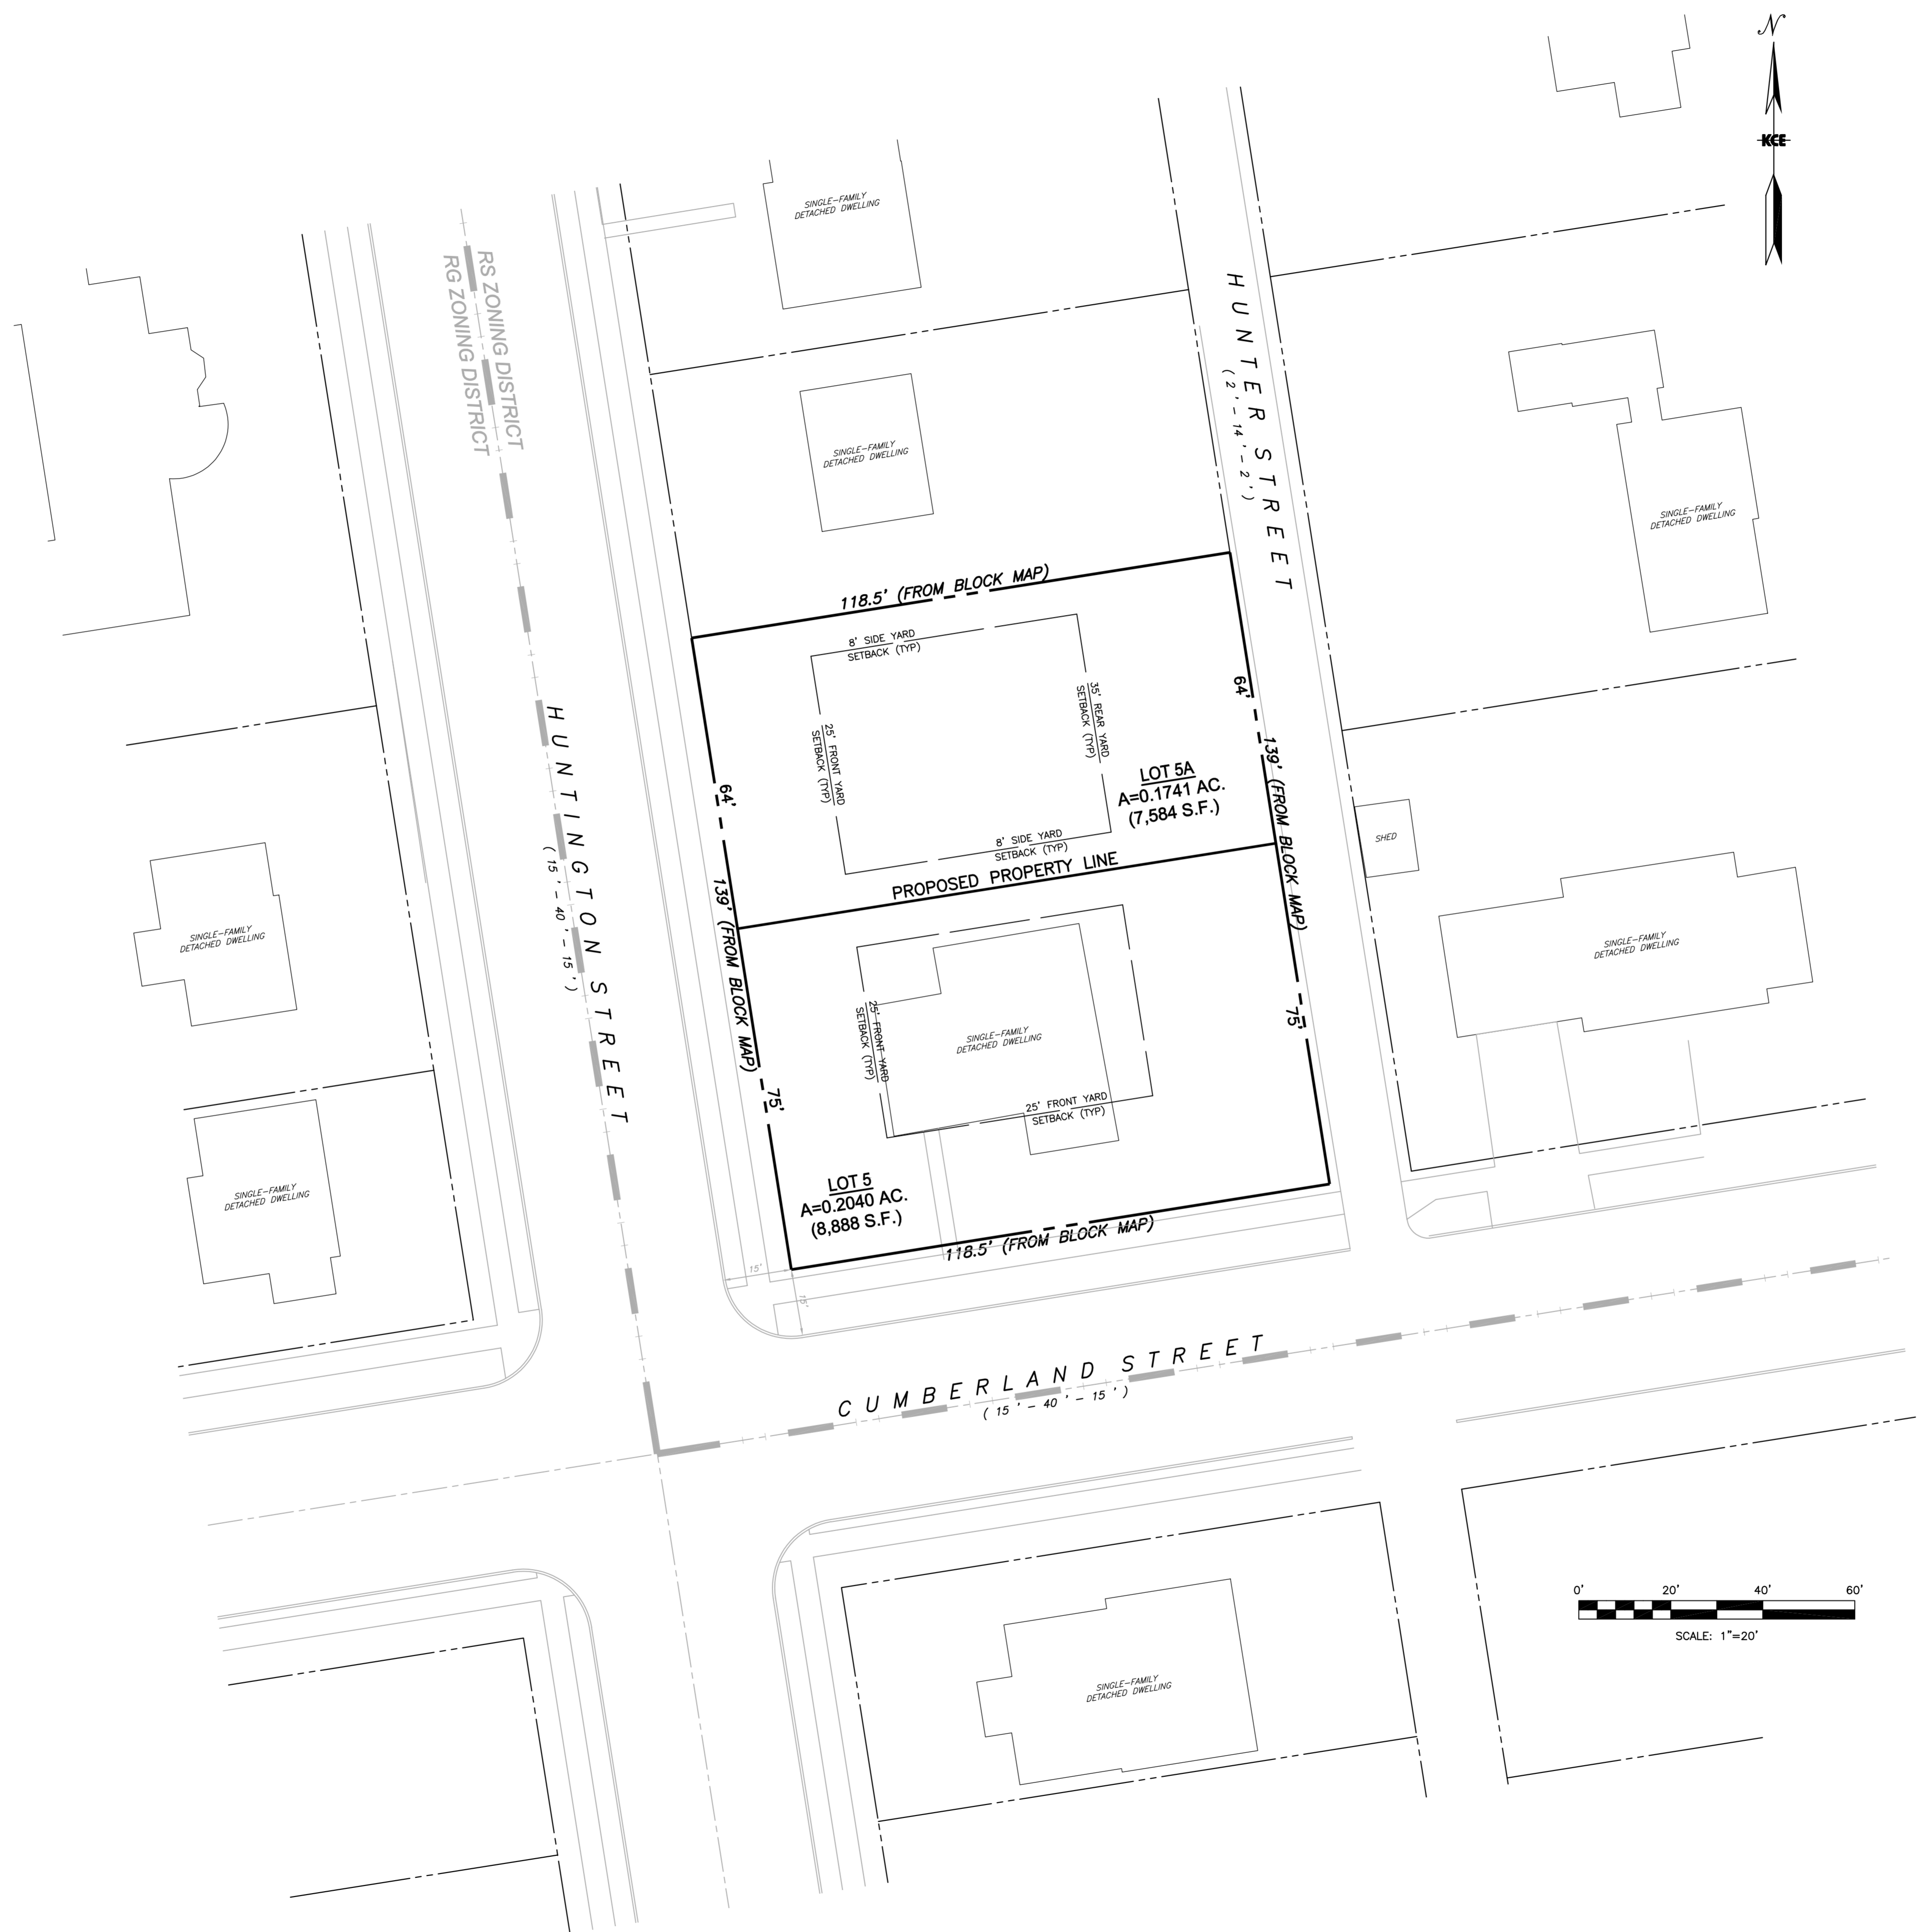 N
KCE
SINGLE-FAMILY
DETACHED DWELLING
RS ZONING DISTRICT
RG ZONING DISTRICT
HUNTER STREET
(2'-14'-2')
SINGLE-FAMILY
DETACHED DWELLING
SINGLE-FAMILY
DETACHED DWELLING
118.5' (FROM BLOCK MAP)
8' SIDE YARD
SETBACK (TYP)
35' REAR YARD
SETBACK (TYP)
64'
25' FRONT YARD
SETBACK (TYP)
64'
139' (FROM BLOCK MAP)
LOT 5A
A=0.1741 AC.
(7,584 S.F.)
8' SIDE YARD
SETBACK (TYP)
PROPOSED PROPERTY LINE
SHED
HUNTINGTON STREET
(15'-40'-15')
139' (FROM BLOCK MAP)
SINGLE-FAMILY
DETACHED DWELLING
SINGLE-FAMILY
DETACHED DWELLING
25' FRONT YARD
SETBACK (TYP)
SINGLE-FAMILY
DETACHED DWELLING
75'
75'
25' FRONT YARD
SETBACK (TYP)
SINGLE-FAMILY
DETACHED DWELLING
LOT 5
A=0.2040 AC.
(8,888 S.F.)
118.5' (FROM BLOCK MAP)
15'
15'
CUMBERLAND STREET
(15'-40'-15')
0' 20' 40' 60'
SCALE: 1"=20'
SINGLE-FAMILY
DETACHED DWELLING